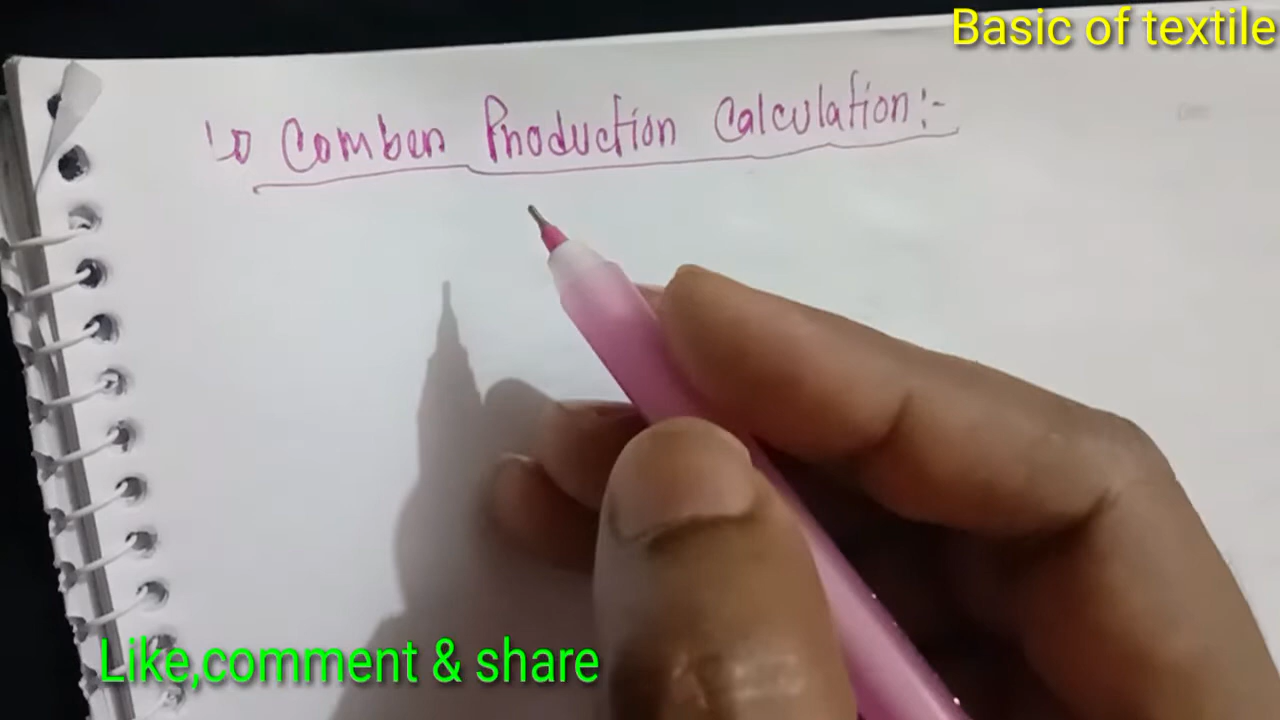 Basic of textile
1) Comber Production Calculation:-
Like,comment & share